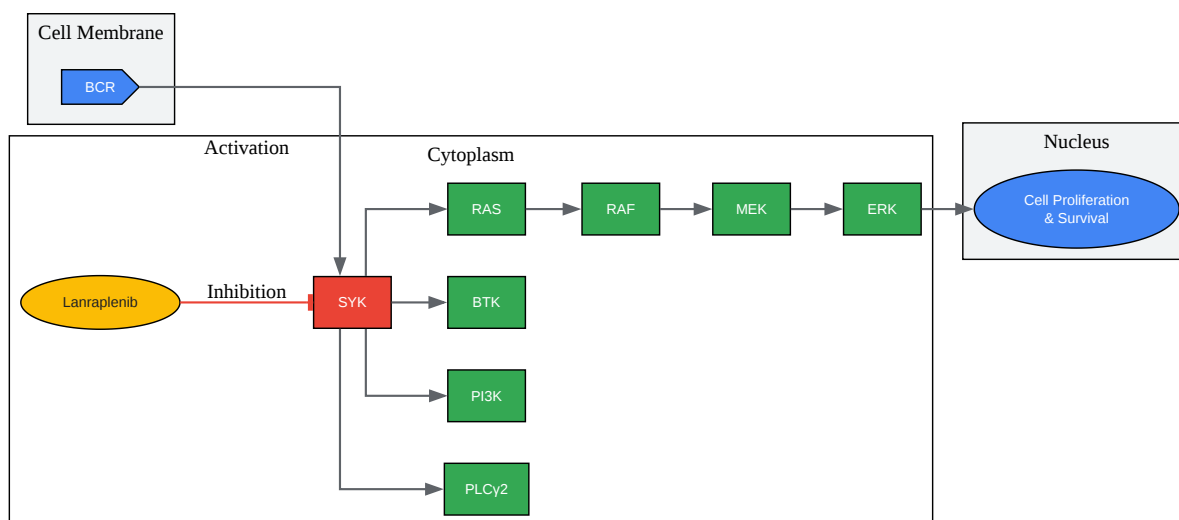 Cell Membrane
BCR
Activation
Cytoplasm
Nucleus
RAS
RAF
MEK
ERK
Cell Proliferation
& Survival
Lanraplenib
Inhibition
SYK
BTK
PI3K
PLCγ2